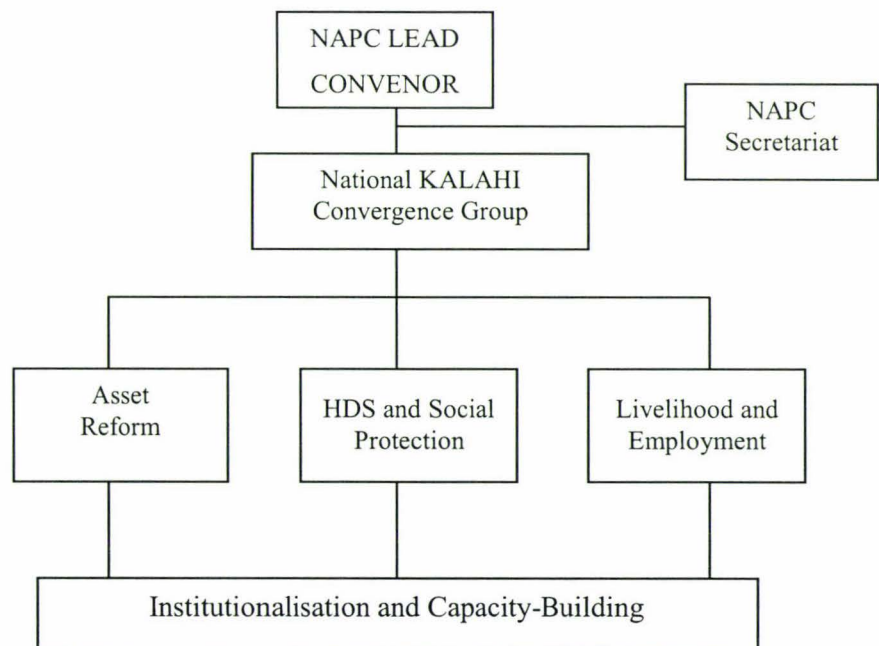 NAPC LEAD
CONVENOR
NAPC
Secretariat
National KALAHI
Convergence Group
Asset
Reform
HDS and Social
Protection
Livelihood and
Employment
Institutionalisation and Capacity-Building